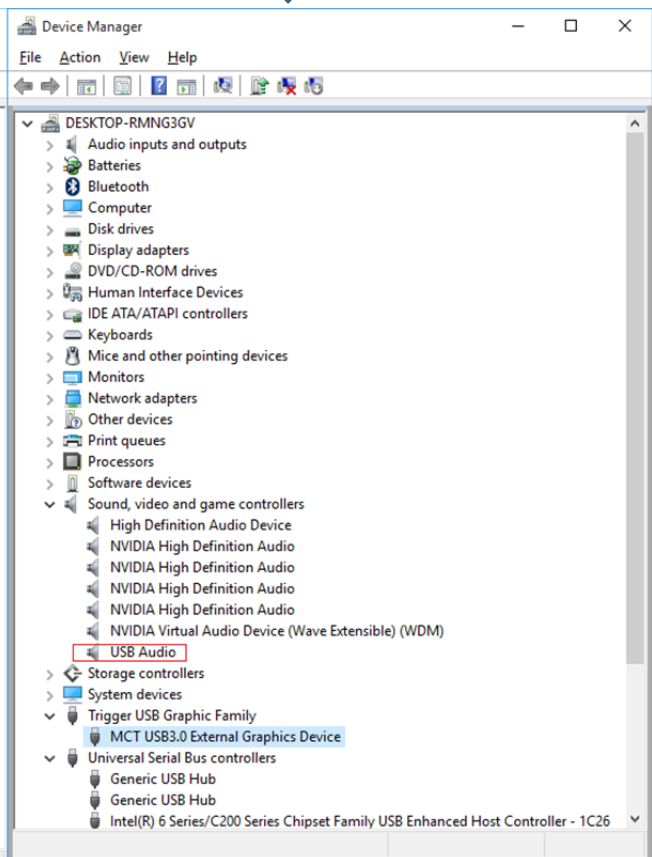 Device Manager
File Action View Help
DESKTOP-RMNG3GV
Audio inputs and outputs
Batteries
Bluetooth
Computer
Disk drives
Display adapters
DVD/CD-ROM drives
Human Interface Devices
IDE ATA/ATAPI controllers
Keyboards
Mice and other pointing devices
Monitors
Network adapters
Other devices
Print queues
Processors
Software devices
Sound, video and game controllers
High Definition Audio Device
NVIDIA High Definition Audio
NVIDIA High Definition Audio
NVIDIA High Definition Audio
NVIDIA High Definition Audio
NVIDIA Virtual Audio Device (Wave Extensible) (WDM)
USB Audio
Storage controllers
System devices
Trigger USB Graphic Family
MCT USB3.0 External Graphics Device
Universal Serial Bus controllers
Generic USB Hub
Generic USB Hub
Intel(R) 6 Series/C200 Series Chipset Family USB Enhanced Host Controller - 1C26